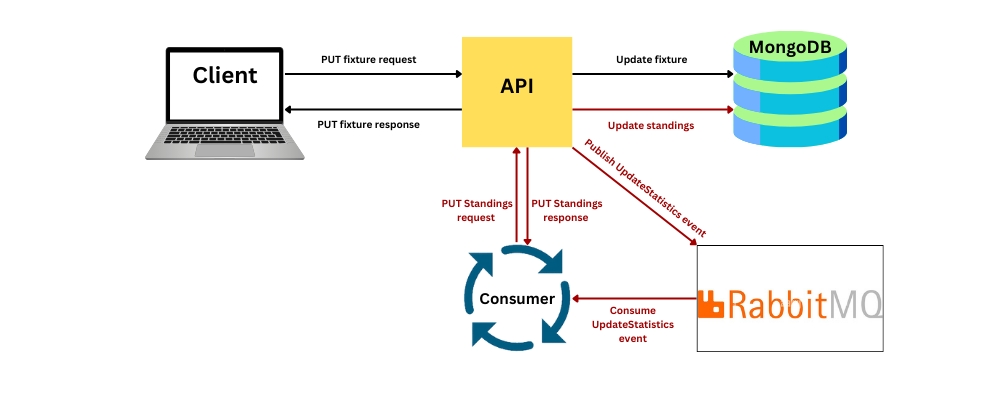 Client
PUT fixture request
PUT fixture response
API
Update fixture
Update standings
MongoDB
Publish UpdateStatistics event
PUT Standings
request
PUT Standings
response
Consumer
Consume
UpdateStatistics
event
RabbitMQ